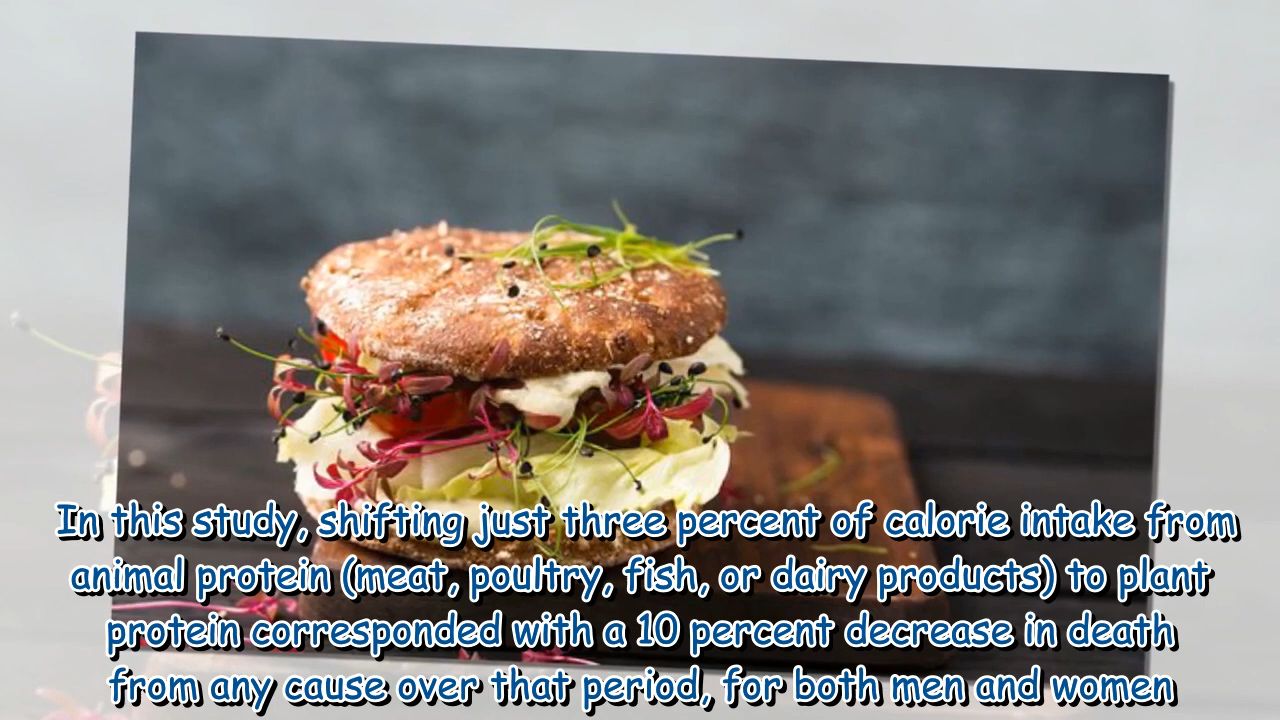 In this study, shifting just three percent of calorie intake from
animal protein (meat, poultry, fish, or dairy products) to plant
protein corresponded with a 10 percent decrease in death
from any cause over that period, for both men and women